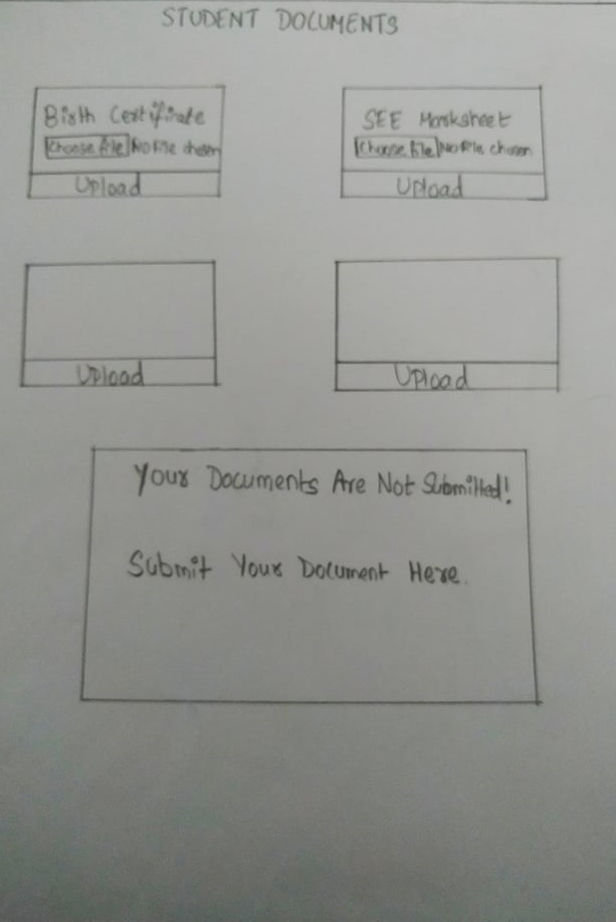 STUDENT DOCUMENTS
Birth Certificate
SEE Marksheet
Choose file No File chosen
Choose file No File chosen
Upload
Upload
Upload
Upload
Your Documents Are Not Submitted!
Submit Your Document Here.